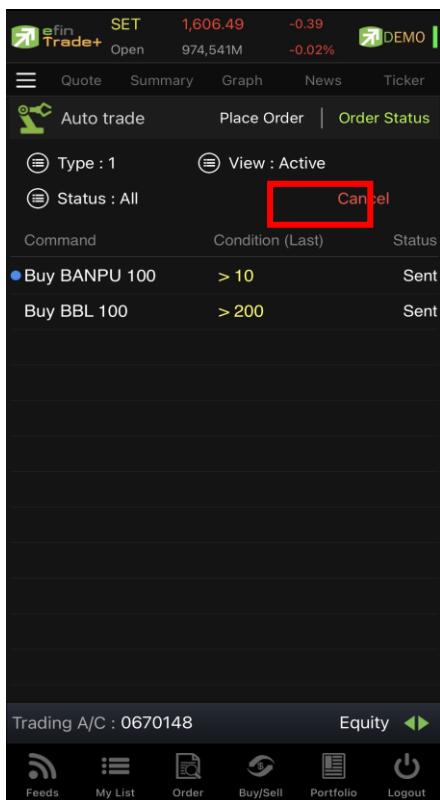 efin Trade+ SET 1,606.49 -0.39 DEMO
Open 974,541M -0.02%
Quote Summary Graph News Ticker
Auto trade Place Order | Order Status
Type : 1 View : Active
Status : All Cancel
Command Condition (Last) Status
Buy BANPU 100 > 10 Sent
Buy BBL 100 > 200 Sent
Trading A/C : 0670148 Equity
Feeds My List Order Buy/Sell Portfolio Logout